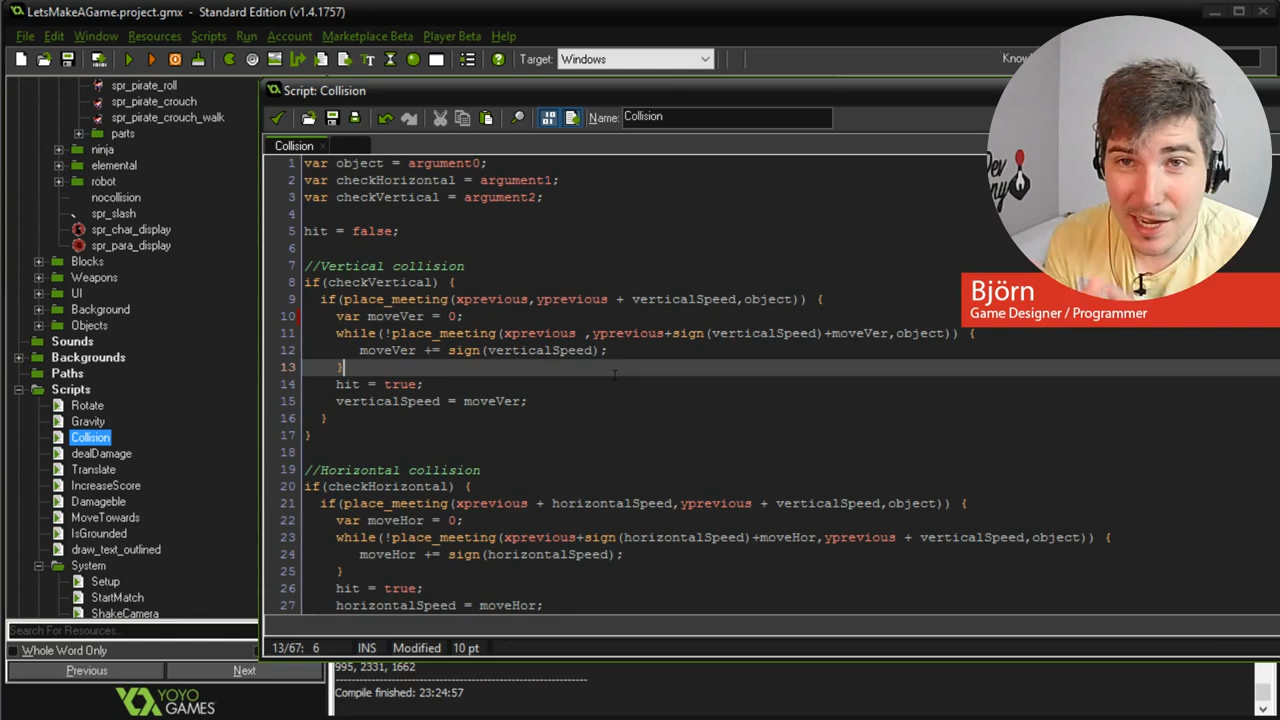 LetsMakeAGame.project.gmx - Standard Edition (v1.4.1757)
File Edit Window Resources Scripts Run Account Marketplace Beta Player Beta Help
Target: Windows
spr_pirate_roll
spr_pirate_crouch
spr_pirate_crouch_walk
parts
ninja
elemental
robot
nocollision
spr_slash
spr_char_display
spr_para_display
Blocks
Weapons
UI
Background
Objects
Sounds
Backgrounds
Paths
Scripts
Rotate
Gravity
Collision
dealDamage
Translate
IncreaseScore
Damageble
MoveTowards
IsGrounded
draw_text_outlined
System
Setup
StartMatch
ShakeCamera
Search For Resources...
Whole Word Only
Previous Next
YOYO
GAMES
Script: Collision
Name: Collision
Collision
1 var object = argument0;
2 var checkHorizontal = argument1;
3 var checkVertical = argument2;
4
5 hit = false;
6
7 //Vertical collision
8 if(checkVertical) {
9 if(place_meeting(xprevious,yprevious + verticalSpeed,object)) {
10 var moveVer = 0;
11 while(!place_meeting(xprevious ,yprevious+sign(verticalSpeed)+moveVer,object)) {
12 moveVer += sign(verticalSpeed);
13 }
14 hit = true;
15 verticalSpeed = moveVer;
16 }
17 }
18
19 //Horizontal collision
20 if(checkHorizontal) {
21 if(place_meeting(xprevious + horizontalSpeed,yprevious + verticalSpeed,object)) {
22 var moveHor = 0;
23 while(!place_meeting(xprevious+sign(horizontalSpeed)+moveHor,yprevious + verticalSpeed,object)) {
24 moveHor += sign(horizontalSpeed);
25 }
26 hit = true;
27 horizontalSpeed = moveHor;
13/67: 6 INS Modified 10 pt
995, 2331, 1662
Compile finished: 23:24:57
Björn
Game Designer / Programmer